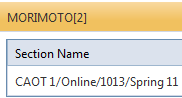 MORIMOTO[2]
Section Name
CAOT 1/Online/1013/Spring 11